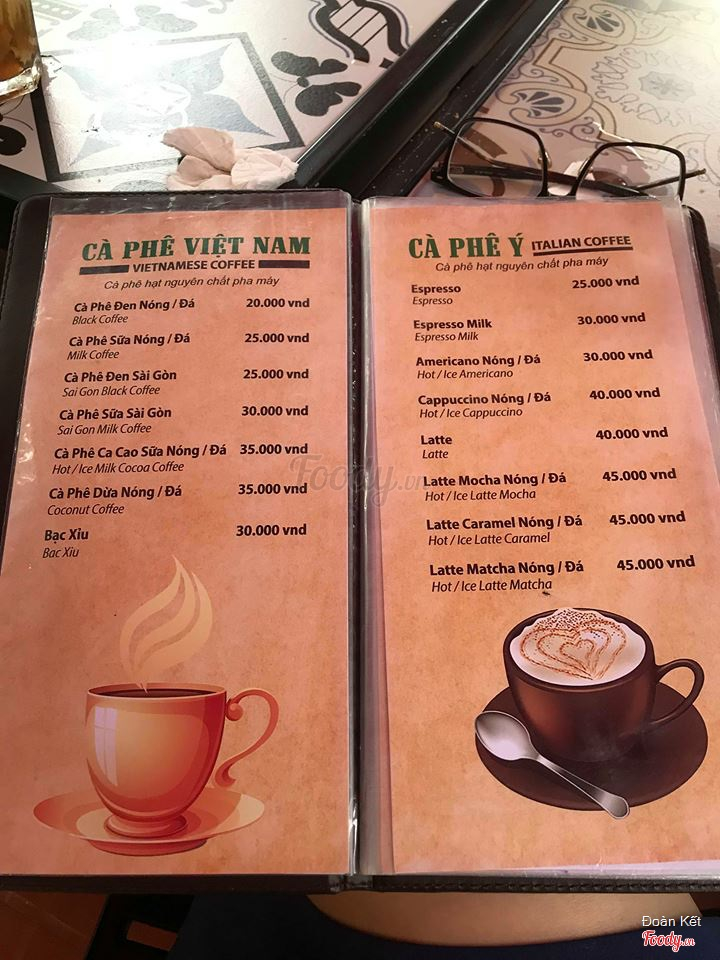 CÀ PHÊ VIỆT NAM
VIETNAMESE COFFEE
Cà phê hạt nguyên chất pha máy
Cà Phê Đen Nóng / Đá 20.000 vnd
Black Coffee
Cà Phê Sữa Nóng / Đá 25.000 vnd
Milk Coffee
Cà Phê Đen Sài Gòn 25.000 vnd
Sai Gon Black Coffee
Cà Phê Sữa Sài Gòn 30.000 vnd
Sai Gon Milk Coffee
Cà Phê Ca Cao Sữa Nóng / Đá 35.000 vnd
Hot / Ice Milk Cocoa Coffee
Cà Phê Dừa Nóng / Đá 35.000 vnd
Coconut Coffee
Bạc Xỉu 30.000 vnd
Bạc Xỉu
CÀ PHÊ Ý ITALIAN COFFEE
Cà phê hạt nguyên chất pha máy
Espresso 25.000 vnd
Espresso
Espresso Milk 30.000 vnd
Espresso Milk
Americano Nóng / Đá 30.000 vnd
Hot / Ice Americano
Cappuccino Nóng / Đá 40.000 vnd
Hot / Ice Cappuccino
Latte 40.000 vnd
Latte
Latte Mocha Nóng / Đá 45.000 vnd
Hot / Ice Latte Mocha
Latte Caramel Nóng / Đá 45.000 vnd
Hot / Ice Latte Caramel
Latte Matcha Nóng / Đá 45.000 vnd
Hot / Ice Latte Matcha
Foody.vn
Đoàn Kết
Foody.vn